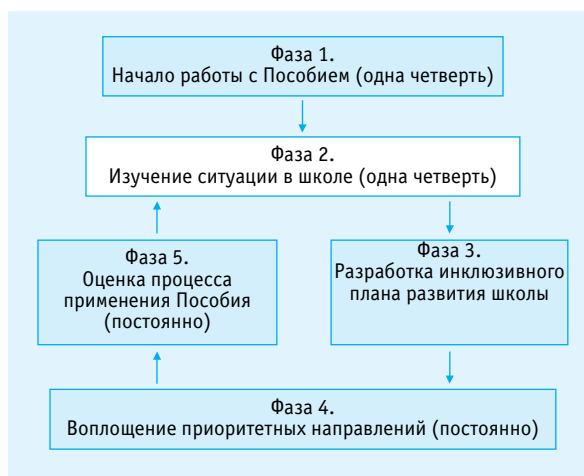 Фаза 1.
Начало работы с Пособием (одна четверть)
Фаза 2.
Изучение ситуации в школе (одна четверть)
Фаза 5.
Оценка процесса
применения Пособия
(постоянно)
Фаза 3.
Разработка инклюзивного
плана развития школы
Фаза 4.
Воплощение приоритетных направлений (постоянно)